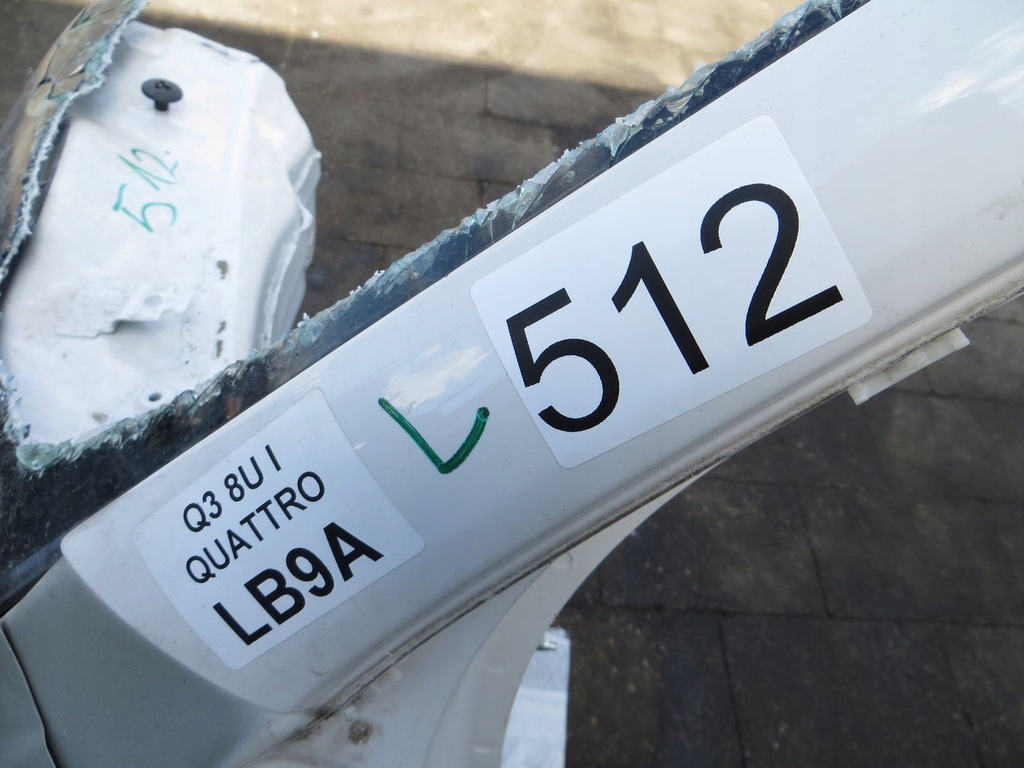 512.
512
L
Q3 8U I
QUATTRO
LB9A